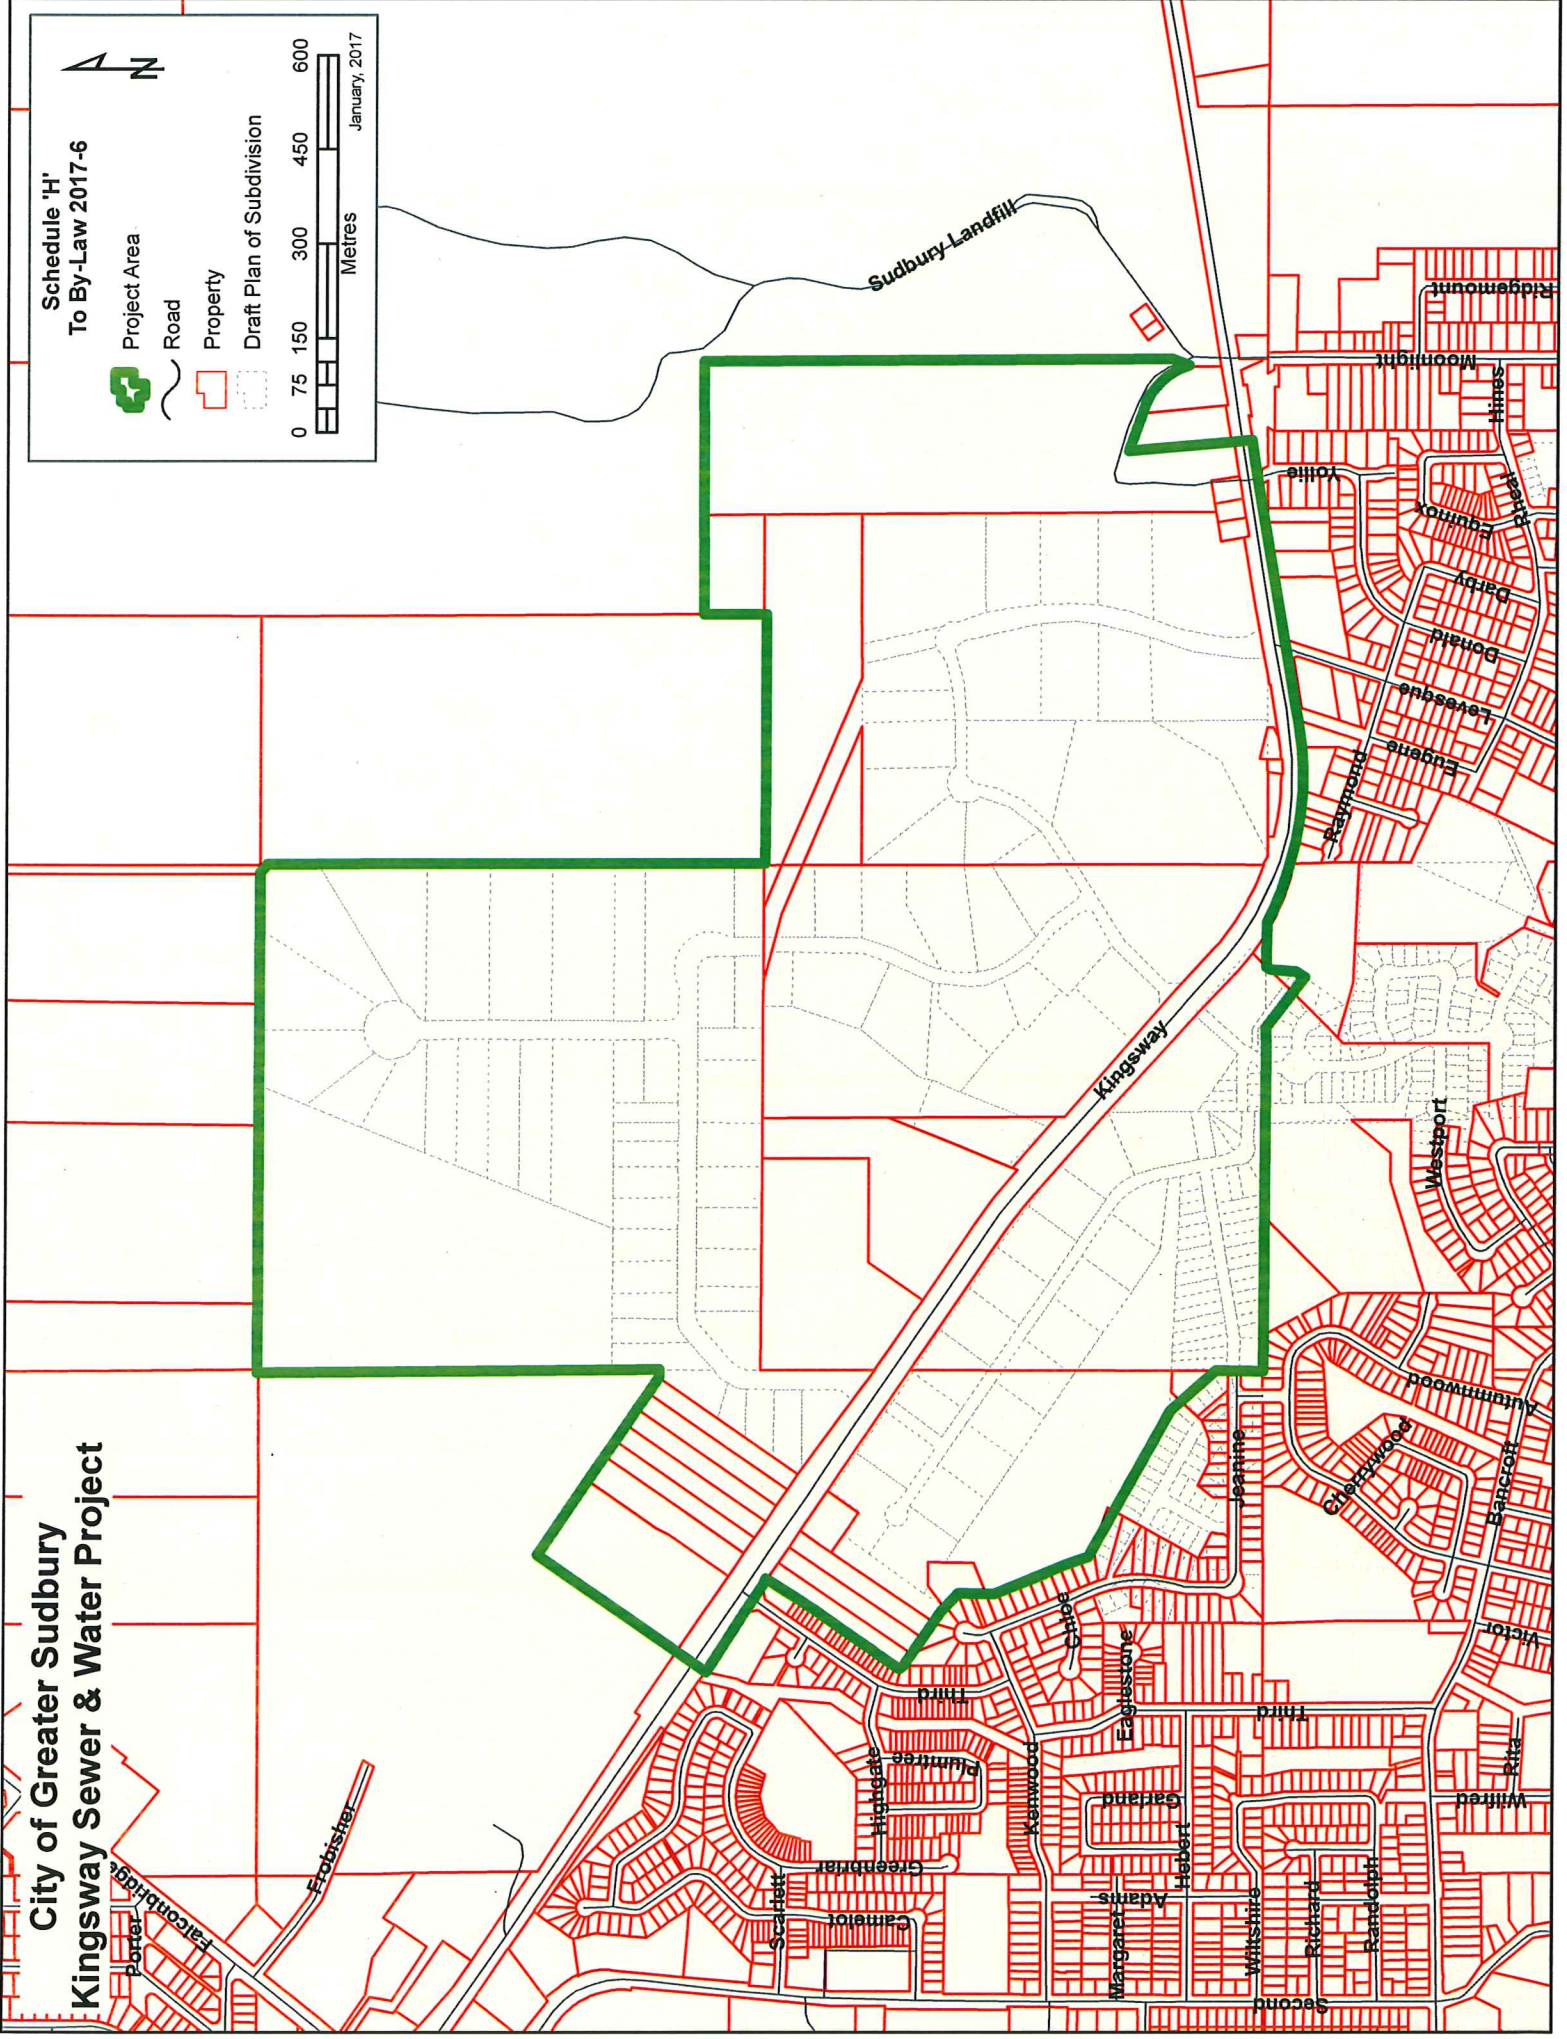 City of Greater Sudbury
Kingsway Sewer & Water Project
Schedule 'H'
To By-Law 2017-6
Project Area
Road
Property
Draft Plan of Subdivision
0 75 150 300 450 600
Metres
January, 2017
N
Sudbury Landfill
Kingsway
Falconbridge
Porter
Frobisher
Moonlight
Ridgemount
Hines
Yollie
Equinox
Rheal
Darby
Donald
Levesque
Eugene
Raymond
Westport
Autumnwood
Cherrywood
Bancroft
Jeanine
Victor
Chloe
Eaglestone
Third
Third
Highgate
Plumtree
Kenwood
Garland
Hebert
Greenbriar
Scarlett
Camelot
Adams
Margaret
Wiltshire
Richard
Randolph
Second
Rita
Wilfred